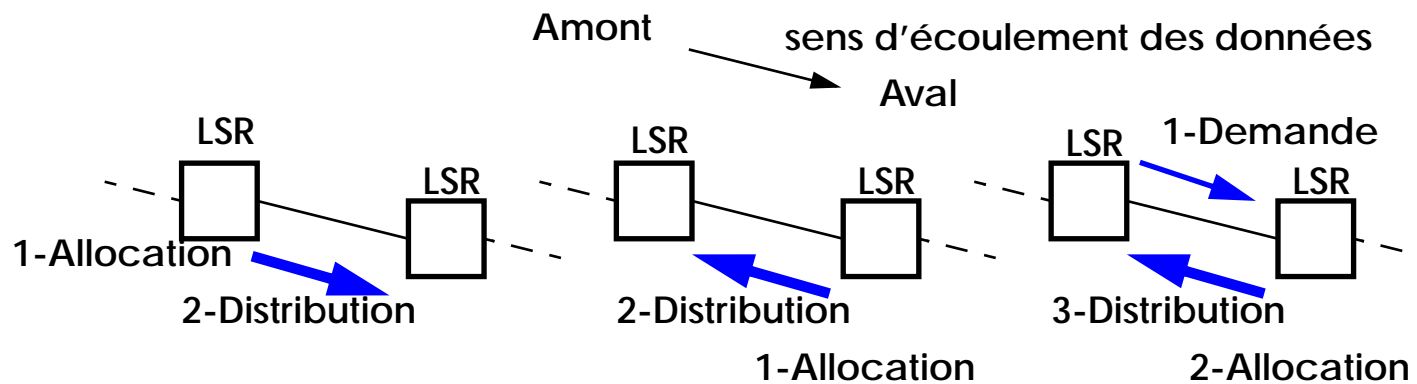 Amont
sens d'écoulement des données
Aval
LSR
LSR
1-Allocation
2-Distribution
LSR
LSR
2-Distribution
1-Allocation
LSR
1-Demande
LSR
3-Distribution
2-Allocation